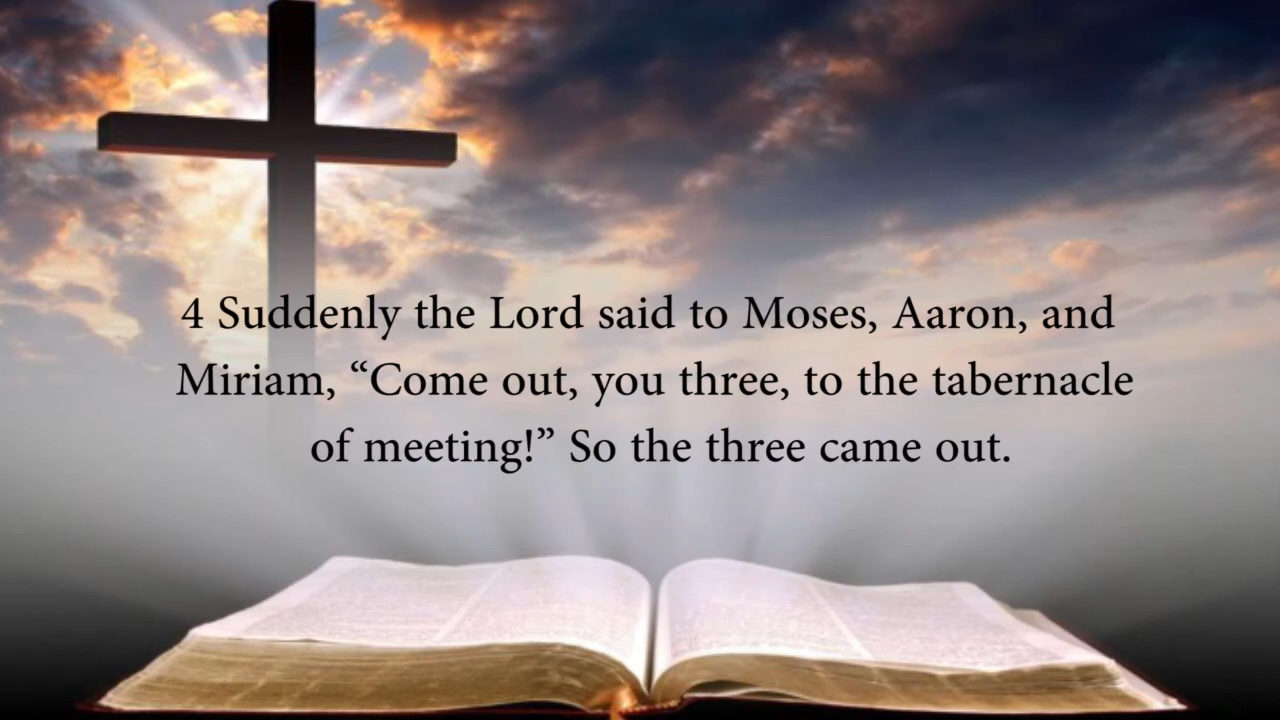 4 Suddenly the Lord said to Moses, Aaron, and
Miriam, “Come out, you three, to the tabernacle
of meeting!” So the three came out.